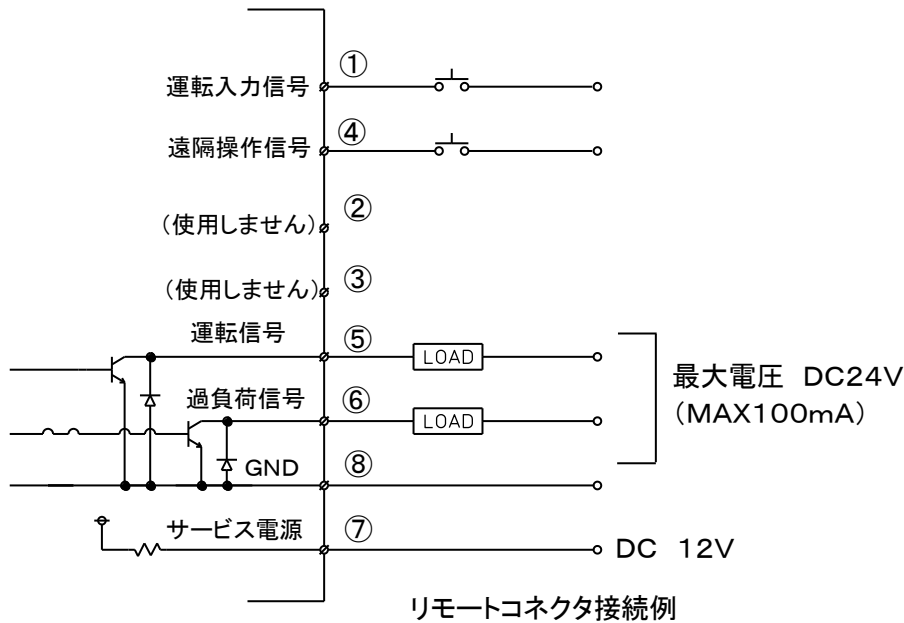 ①
運転入力信号
④
遠隔操作信号
②
(使用しません)
③
(使用しません)
運転信号
⑤
LOAD
過負荷信号
⑥
LOAD
最大電圧 DC24V
(MAX100mA)
GND
⑧
サービス電源
⑦
DC 12V
リモートコネクタ接続例